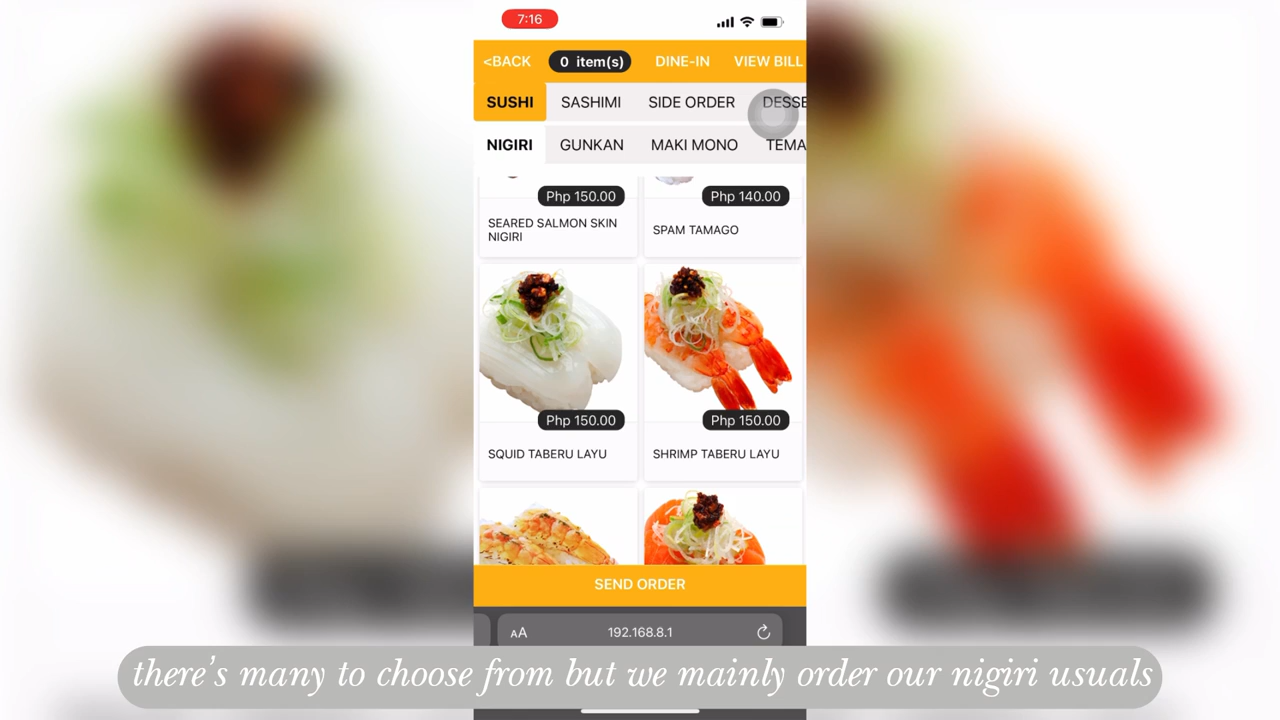 7:16
<BACK 0 item(s) DINE-IN VIEW BILL
SUSHI SASHIMI SIDE ORDER DESSE
NIGIRI GUNKAN MAKI MONO TEMA
Php 150.00 Php 140.00
SEARED SALMON SKIN
NIGIRI
SPAM TAMAGO
Php 150.00 Php 150.00
SQUID TABERU LAYU SHRIMP TABERU LAYU
SEND ORDER
AA 192.168.8.1
there's many to choose from but we mainly order our nigiri usuals